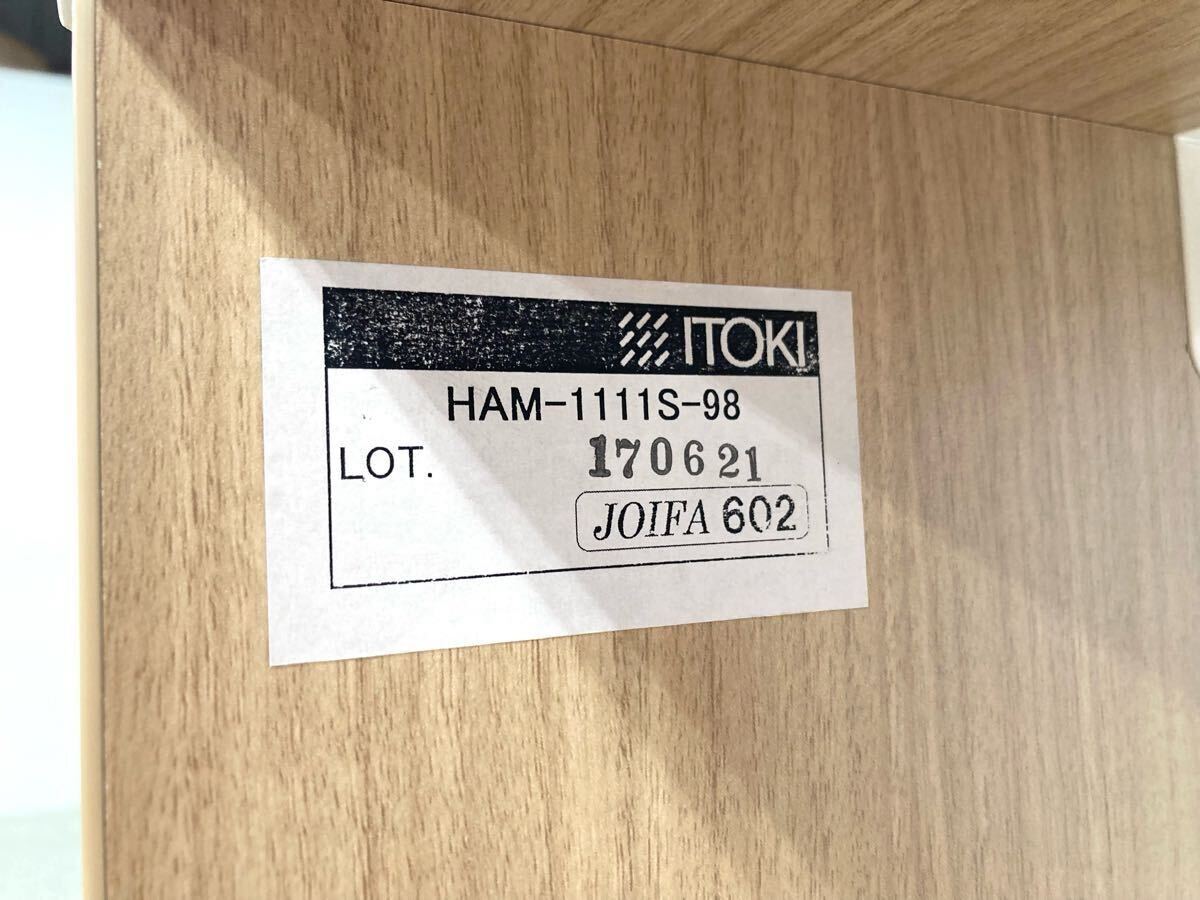 ITOKI
HAM-1111S-98
LOT. 170621
JOIFA 602